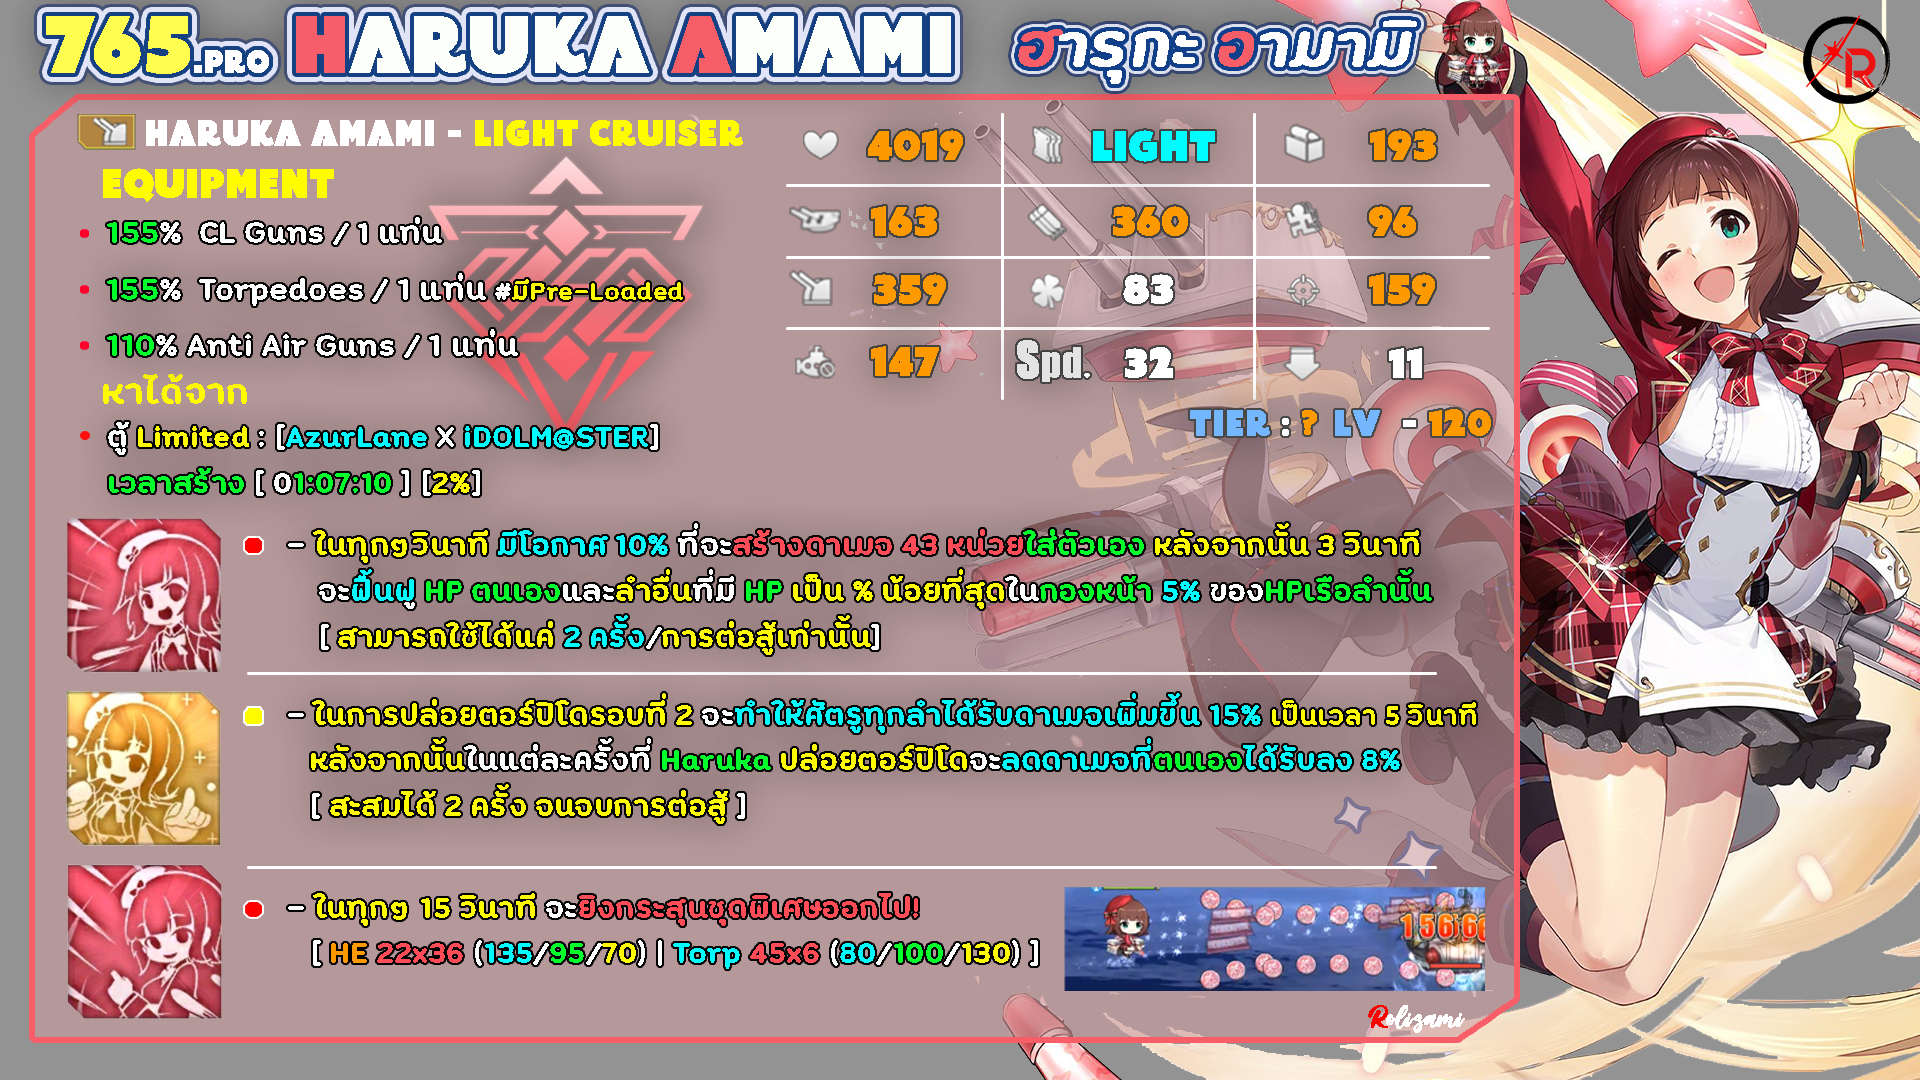 765.PRO HARUKA AMAMI ฮารุกะ อามามิ
HARUKA AMAMI - LIGHT CRUISER
EQUIPMENT
155% CL Guns / 1 แท่น
155% Torpedoes / 1 แท่น #มีPre-Loaded
110% Anti Air Guns / 1 แท่น
หาได้จาก
ตู้ Limited : [AzurLane X iDOLM@STER]
เวลาสร้าง [ 01:07:10 ] [2%]
4019 LIGHT 193
163 360 96
359 83 159
147 Spd. 32 11
TIER : ? LV - 120
- ในทุกๆวินาที มีโอกาศ 10% ที่จะสร้างดาเมจ 43 หน่วยใส่ตัวเอง หลังจากนั้น 3 วินาที
จะฟื้นฟู HP ตนเองและลำอื่นที่มี HP เป็น % น้อยที่สุดในกองหน้า 5% ของHPเรือลำนั้น
[ สามารถใช้ได้แค่ 2 ครั้ง/การต่อสู้เท่านั้น]
- ในการปล่อยตอร์ปิโดรอบที่ 2 จะทำให้ศัตรูทุกลำได้รับดาเมจเพิ่มขึ้น 15% เป็นเวลา 5 วินาที
หลังจากนั้นในแต่ละครั้งที่ Haruka ปล่อยตอร์ปิโดจะลดดาเมจที่ตนเองได้รับลง 8%
[ สะสมได้ 2 ครั้ง จนจบการต่อสู้ ]
- ในทุกๆ 15 วินาที จะยิงกระสุนชุดพิเศษออกไป!
[ HE 22x36 (135/95/70) | Torp 45x6 (80/100/130) ]
Rolizami
R